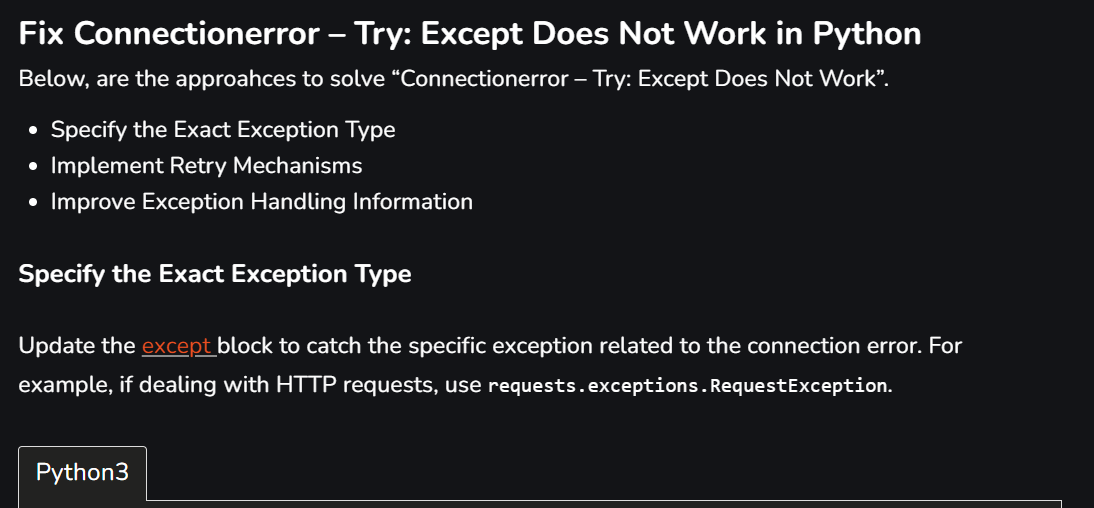 Fix Connectionerror – Try: Except Does Not Work in Python
Below, are the approahces to solve “Connectionerror – Try: Except Does Not Work”.
• Specify the Exact Exception Type
• Implement Retry Mechanisms
• Improve Exception Handling Information
Specify the Exact Exception Type
Update the except block to catch the specific exception related to the connection error. For
example, if dealing with HTTP requests, use requests.exceptions.RequestException.
Python3